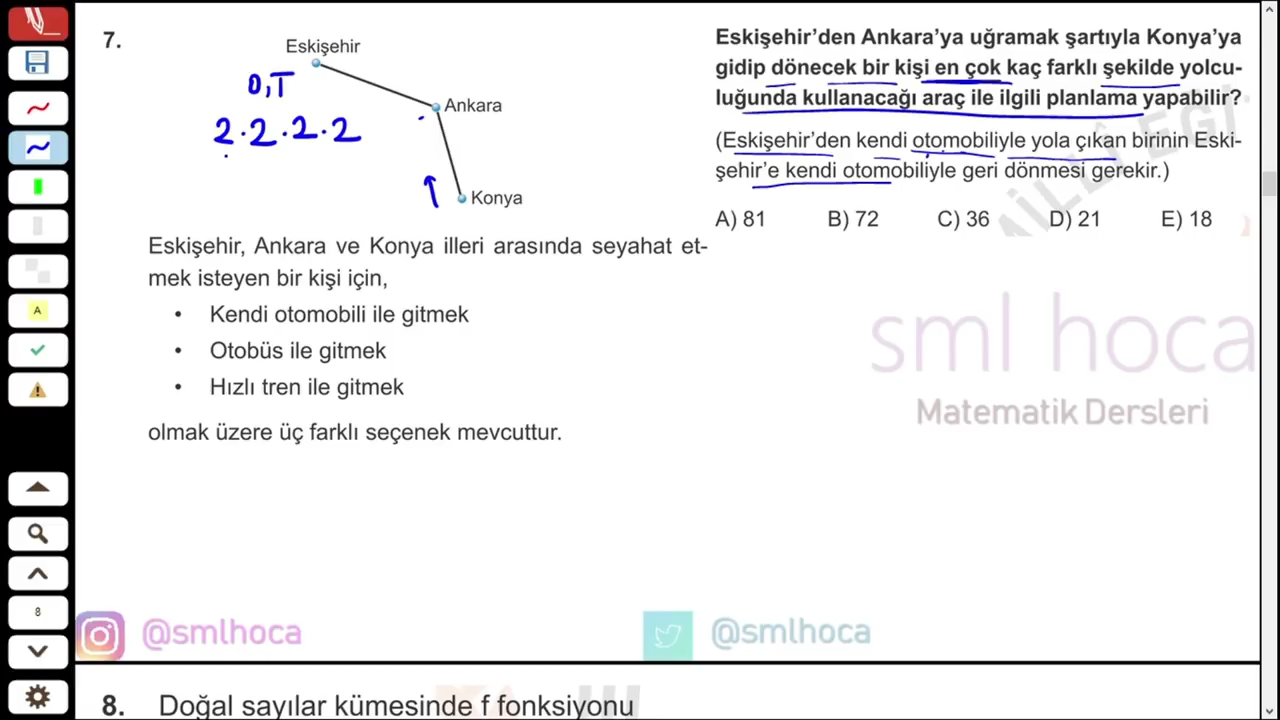 7.
Eskişehir
O,T
Ankara
2.2.2.2
Konya
Eskişehir, Ankara ve Konya illeri arasında seyahat et-
mek isteyen bir kişi için,
• Kendi otomobili ile gitmek
• Otobüs ile gitmek
• Hızlı tren ile gitmek
olmak üzere üç farklı seçenek mevcuttur.
Eskişehir’den Ankara’ya uğramak şartıyla Konya’ya
gidip dönecek bir kişi en çok kaç farklı şekilde yolcu-
luğunda kullanacağı araç ile ilgili planlama yapabilir?
(Eskişehir’den kendi otomobiliyle yola çıkan birinin Eski-
şehir’e kendi otomobiliyle geri dönmesi gerekir.)
A) 81 B) 72 C) 36 D) 21 E) 18
sml hoca
Matematik Dersleri
@smlhoca
@smlhoca
8. Doğal sayılar kümesinde f fonksiyonu
A
8